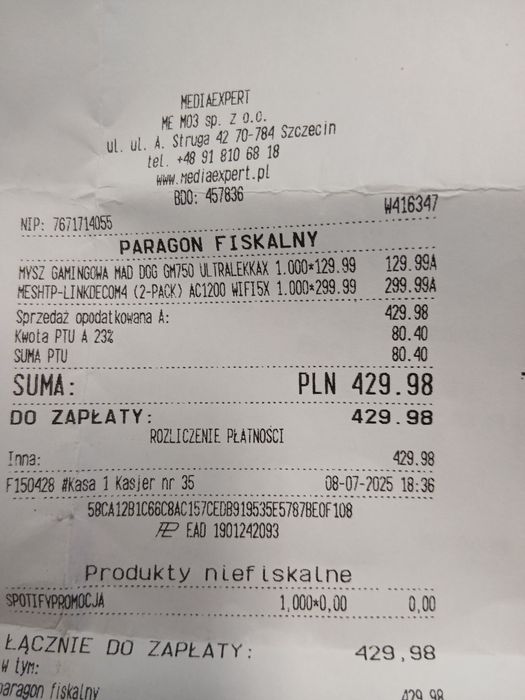 MEDIAEXPERT
ME M03 sp. Z O.O.
ul. ul. A. Struga 42 70-784 Szczecin
tel. +48 91 810 68 18
www.mediaexpert.pl
BDO: 457836
NIP: 7671714055 W416347
PARAGON FISKALNY
MYSZ GAMINGOWA MAD DOG GM750 ULTRALEKKAX 1.000*129.99 129.99A
MESHTP-LINKDECOM4 (2-PACK) AC1200 WIFI5X 1.000*299.99 299.99A
Sprzedaż opodatkowana A: 429.98
Kwota PTU A 23% 80.40
SUMA PTU 80.40
SUMA: PLN 429.98
DO ZAPŁATY: 429.98
ROZLICZENIE PŁATNOŚCI
Inna: 429.98
F150428 #Kasa 1 Kasjer nr 35 08-07-2025 18:36
58CA12B1C66C8AC157CEDB919535E5787BE0F108
EAD 1901242093
Produkty niefiskalne
SPOTIFYPROMOCJA 1,000*0,00 0,00
ŁĄCZNIE DO ZAPŁATY: 429,98
w tym:
paragon fiskalny 429,98